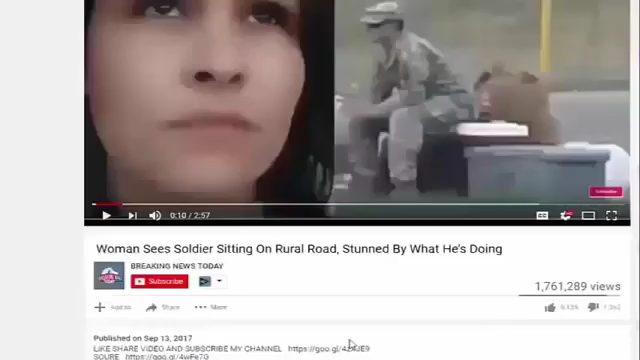 0:10 / 2:57
Woman Sees Soldier Sitting On Rural Road, Stunned By What He's Doing
BREAKING NEWS TODAY
Subscribe
1,761,289 views
Add to Share More
Published on Sep 13, 2017
LIKE SHARE VIDEO AND SUBSCRIBE MY CHANNEL
SOURE